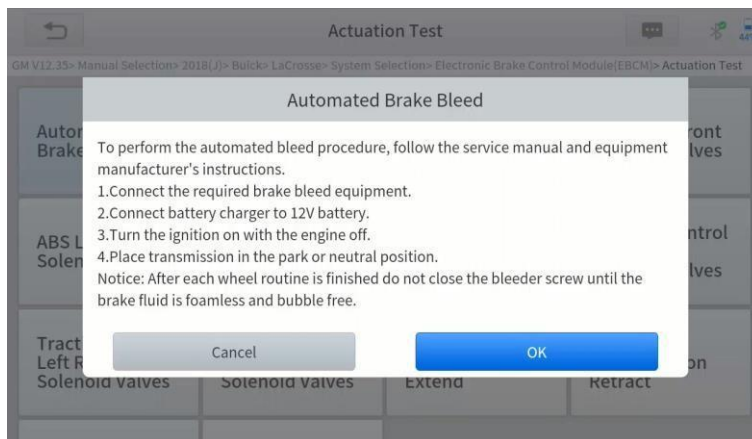 Actuation Test
GM V12.35> Manual Selection> 2018(J)> Buick> LaCrosse> System Selection> Electronic Brake Control Module(EBCM)> Actuation Test
Automated Brake Bleed
To perform the automated bleed procedure, follow the service manual and equipment
manufacturer's instructions.
1.Connect the required brake bleed equipment.
2.Connect battery charger to 12V battery.
3.Turn the ignition on with the engine off.
4.Place transmission in the park or neutral position.
Notice: After each wheel routine is finished do not close the bleeder screw until the
brake fluid is foamless and bubble free.
Cancel
OK
Brake
Solenoid Valves
Solenoid Valves
Extend
Retract